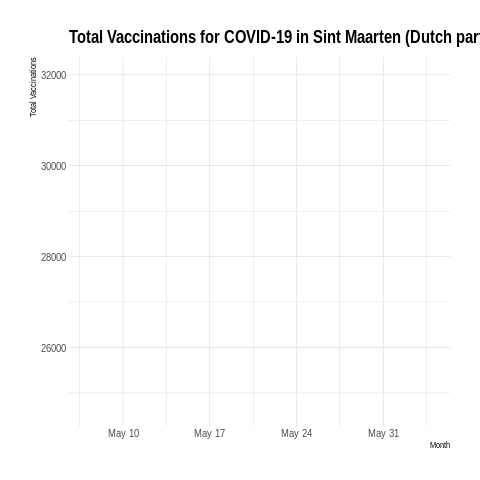 Total Vaccinations for COVID-19 in Sint Maarten (Dutch par
Total Vaccinations
32000
30000
28000
26000
May 10
May 17
May 24
May 31
Month